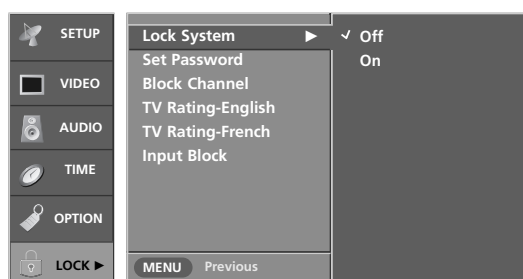 SETUP
VIDEO
AUDIO
TIME
OPTION
LOCK ►
Lock System ►
Set Password
Block Channel
TV Rating-English
TV Rating-French
Input Block
MENU Previous
✓ Off
On